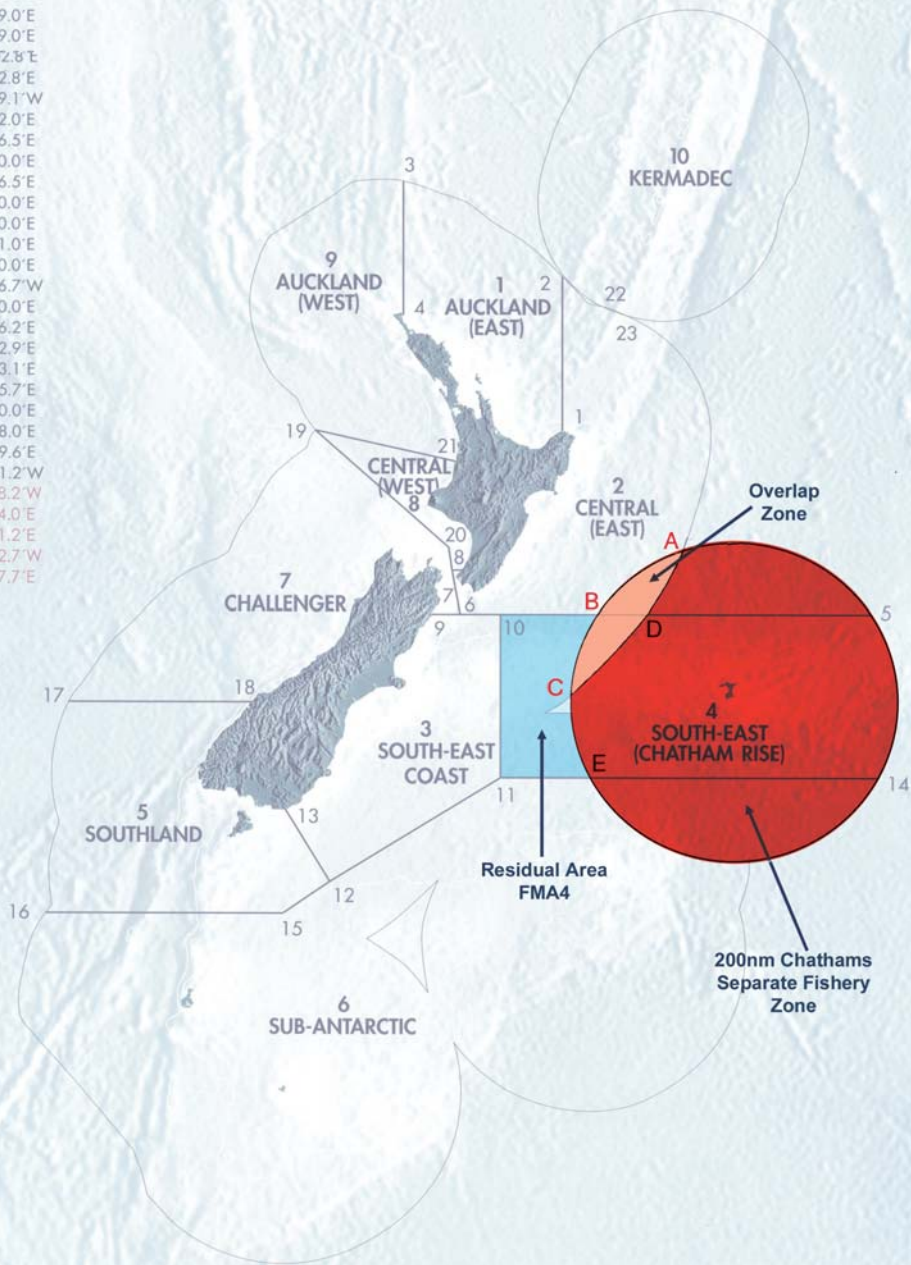 9.0'E
9.0'E
2.8'E
2.8'E
9.1'W
2.0'E
6.5'E
0.0'E
6.5'E
0.0'E
0.0'E
1.0'E
0.0'E
6.7'W
0.0'E
6.2'E
2.9'E
3.1'E
5.7'E
0.0'E
8.0'E
9.6'E
1.2'W
8.2'W
4.0'E
1.2'E
2.7'W
7.7'E
10
KERMADEC
3
9
AUCKLAND
(WEST)
4
1
AUCKLAND
(EAST)
2
22
23
1
19
21
CENTRAL
(WEST)
8
2
CENTRAL
(EAST)
Overlap
Zone
A
20
8
7
CHALLENGER
7
6
9
10
B
D
5
17
18
C
3
SOUTH-EAST
COAST
4
SOUTH-EAST
(CHATHAM RISE)
E
11
14
5
SOUTHLAND
13
Residual Area
FMA4
12
16
15
200nm Chathams
Separate Fishery
Zone
6
SUB-ANTARCTIC